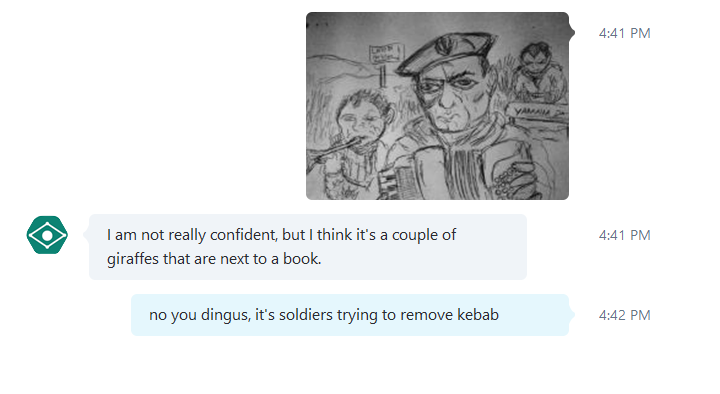 4:41 PM
YAMAHA
I am not really confident, but I think it's a couple of
giraffes that are next to a book.
4:41 PM
no you dingus, it's soldiers trying to remove kebab
4:42 PM